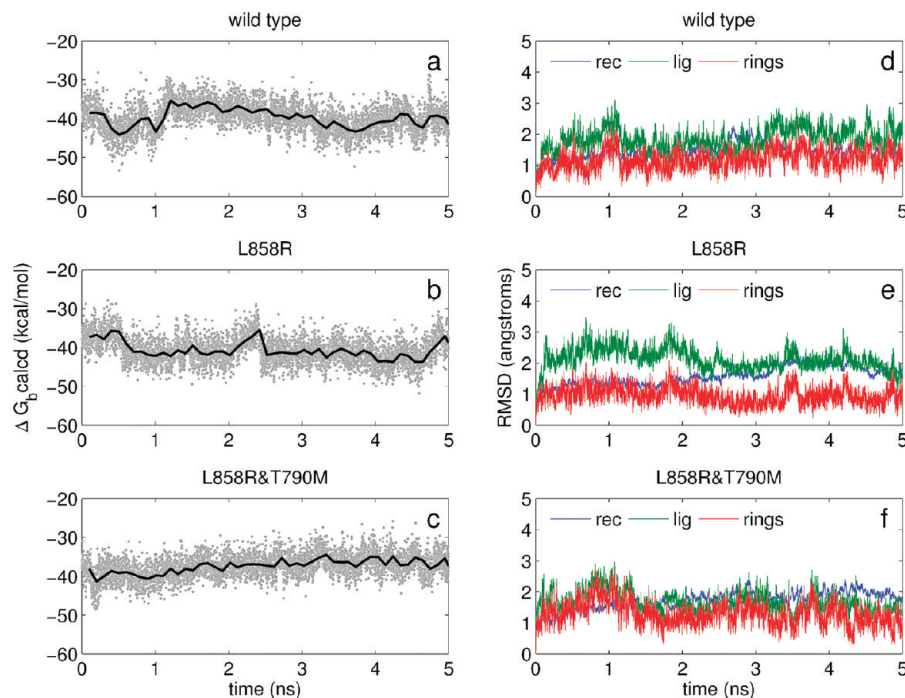 wild type
−20
−30
−40
−50
−60
a
0 1 2 3 4 5
L858R
−20
−30
−40
−50
−60
b
0 1 2 3 4 5
L858R&T790M
−20
−30
−40
−50
−60
c
0 1 2 3 4 5
time (ns)
Δ G_b calcd (kcal/mol)
wild type
5
4
3
2
1
0
rec lig rings
d
0 1 2 3 4 5
L858R
5
4
3
2
1
0
rec lig rings
e
0 1 2 3 4 5
L858R&T790M
5
4
3
2
1
0
rec lig rings
f
0 1 2 3 4 5
time (ns)
RMSD (angstroms)